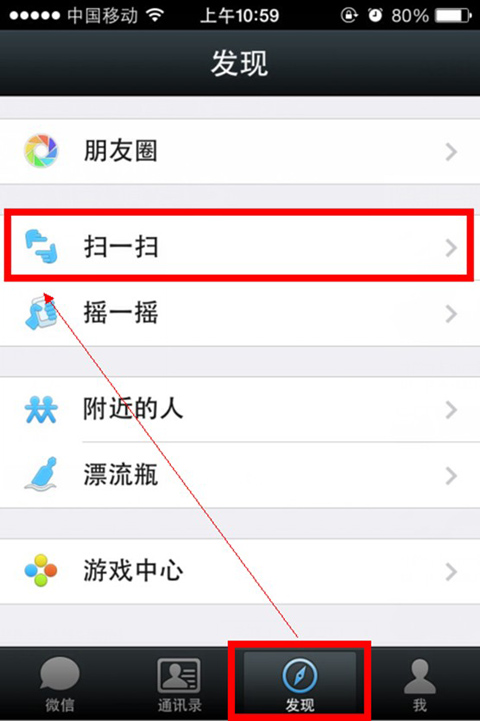 中国移动 上午10:59 80%
发现
朋友圈
扫一扫
摇一摇
附近的人
漂流瓶
游戏中心
微信 通讯录 发现 我